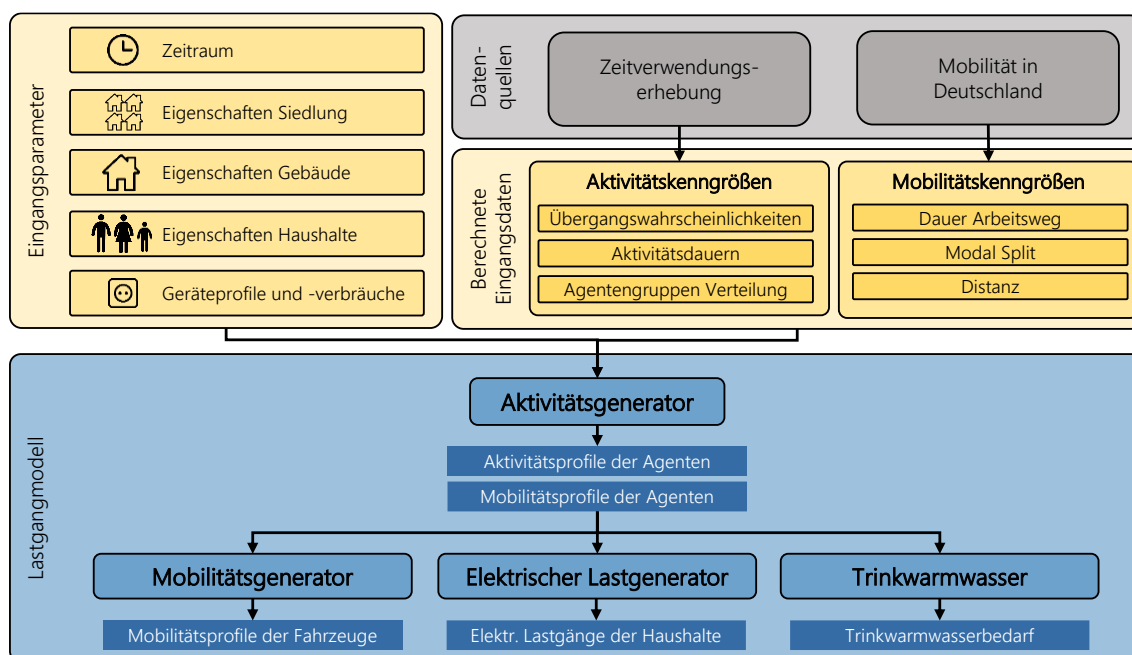 Eingangsparameter
Zeitraum
Eigenschaften Siedlung
Eigenschaften Gebäude
Eigenschaften Haushalte
Geräteprofile und -verbräuche
Daten-
quellen
Zeitverwendungs-
erhebung
Mobilität in
Deutschland
Berechnete
Eingangsdaten
Aktivitätskenngrößen
Übergangswahrscheinlichkeiten
Aktivitätsdauern
Agentengruppen Verteilung
Mobilitätskenngrößen
Dauer Arbeitsweg
Modal Split
Distanz
Lastgangmodell
Aktivitätsgenerator
Aktivitätsprofile der Agenten
Mobilitätsprofile der Agenten
Mobilitätsgenerator
Elektrischer Lastgenerator
Trinkwarmwasser
Mobilitätsprofile der Fahrzeuge
Elektr. Lastgänge der Haushalte
Trinkwarmwasserbedarf